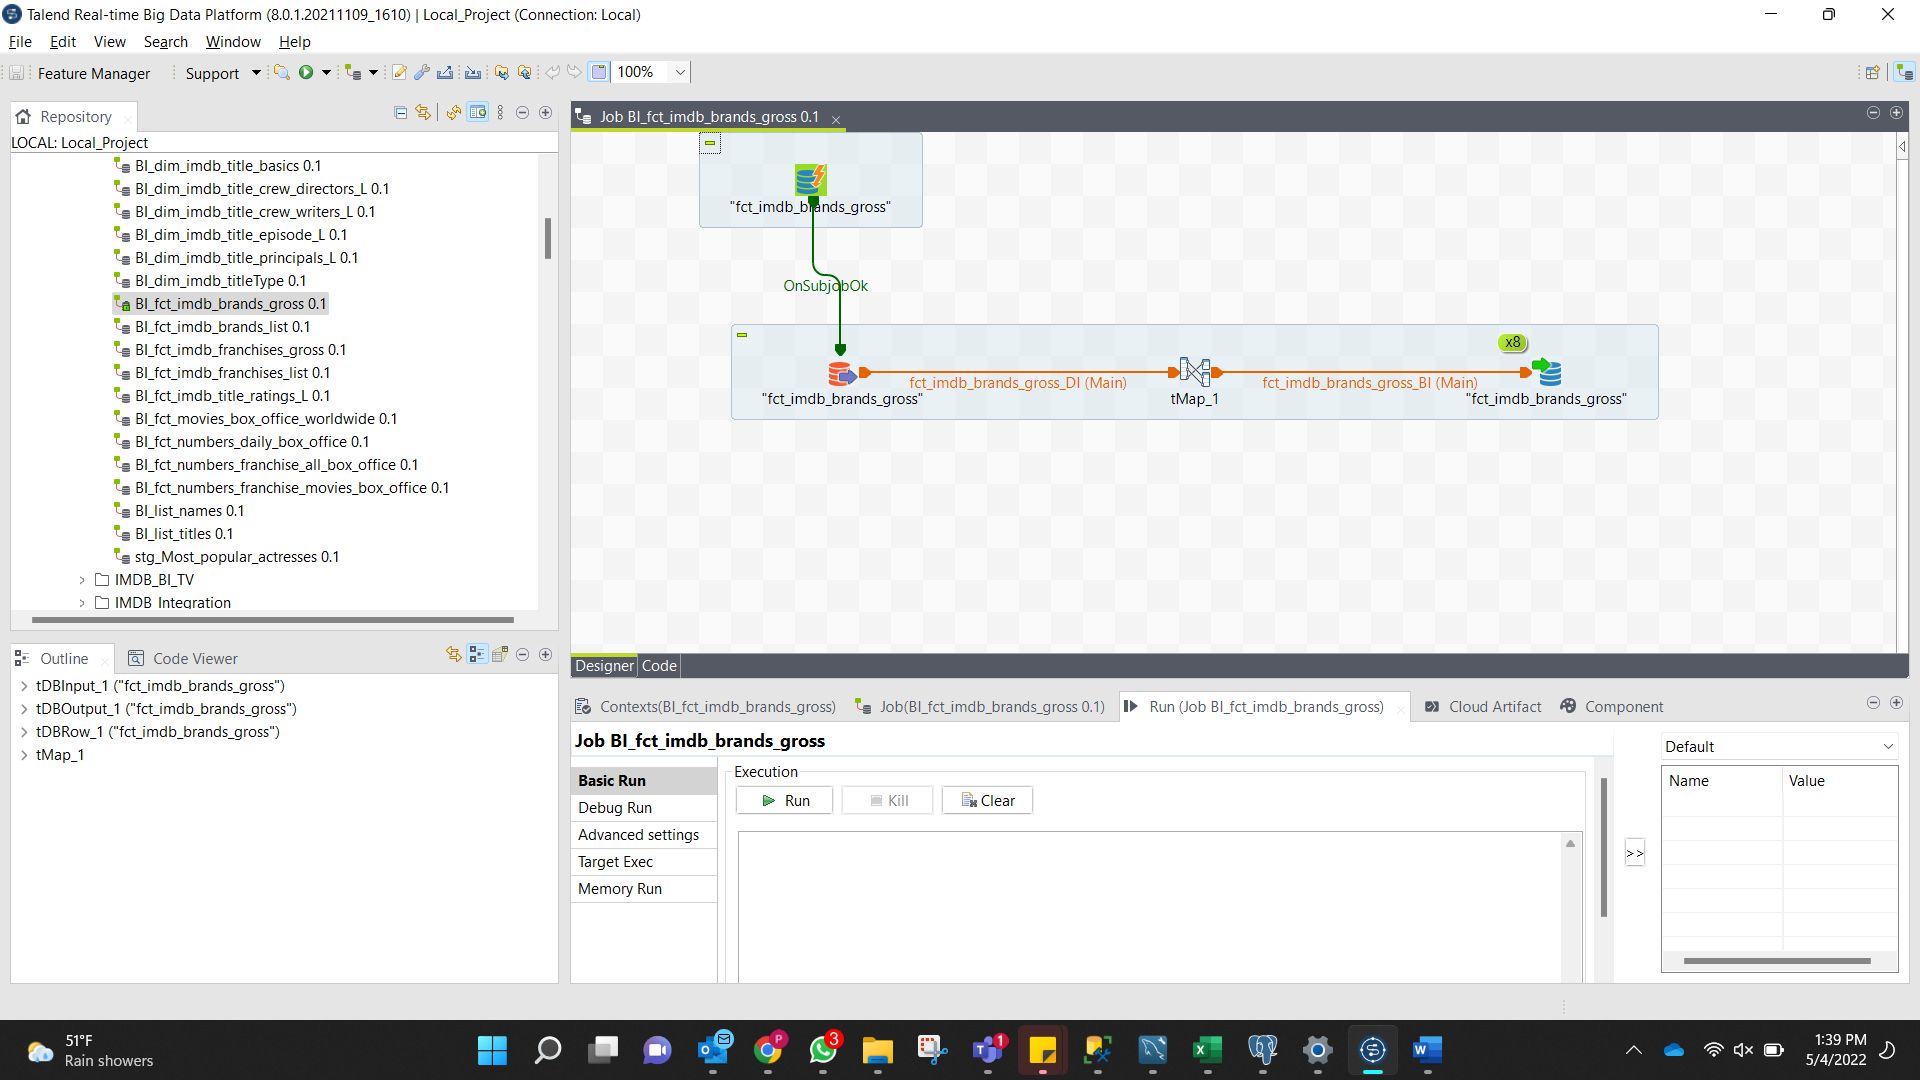 Talend Real-time Big Data Platform (8.0.1.20211109_1610) | Local_Project (Connection: Local)
File Edit View Search Window Help
Feature Manager Support 100%
Repository
LOCAL: Local_Project
BI_dim_imdb_title_basics 0.1
BI_dim_imdb_title_crew_directors_L 0.1
BI_dim_imdb_title_crew_writers_L 0.1
BI_dim_imdb_title_episode_L 0.1
BI_dim_imdb_title_principals_L 0.1
BI_dim_imdb_titleType 0.1
BI_fct_imdb_brands_gross 0.1
BI_fct_imdb_brands_list 0.1
BI_fct_imdb_franchises_gross 0.1
BI_fct_imdb_franchises_list 0.1
BI_fct_imdb_title_ratings_L 0.1
BI_fct_movies_box_office_worldwide 0.1
BI_fct_numbers_daily_box_office 0.1
BI_fct_numbers_franchise_all_box_office 0.1
BI_fct_numbers_franchise_movies_box_office 0.1
BI_list_names 0.1
BI_list_titles 0.1
stg_Most_popular_actresses 0.1
IMDB_BI_TV
IMDB Integration
Outline Code Viewer
tDBInput_1 ("fct_imdb_brands_gross")
tDBOutput_1 ("fct_imdb_brands_gross")
tDBRow_1 ("fct_imdb_brands_gross")
tMap_1
Job BI_fct_imdb_brands_gross 0.1
"fct_imdb_brands_gross"
OnSubjobOk
x8
fct_imdb_brands_gross_DI (Main) fct_imdb_brands_gross_BI (Main)
"fct_imdb_brands_gross" tMap_1 "fct_imdb_brands_gross"
Designer Code
Contexts(BI_fct_imdb_brands_gross) Job(BI_fct_imdb_brands_gross 0.1) Run (Job BI_fct_imdb_brands_gross) Cloud Artifact Component
Job BI_fct_imdb_brands_gross
Basic Run
Debug Run
Advanced settings
Target Exec
Memory Run
Execution
Run Kill Clear
>>
Default
Name Value
51°F
Rain showers
P
3
1
1:39 PM
5/4/2022